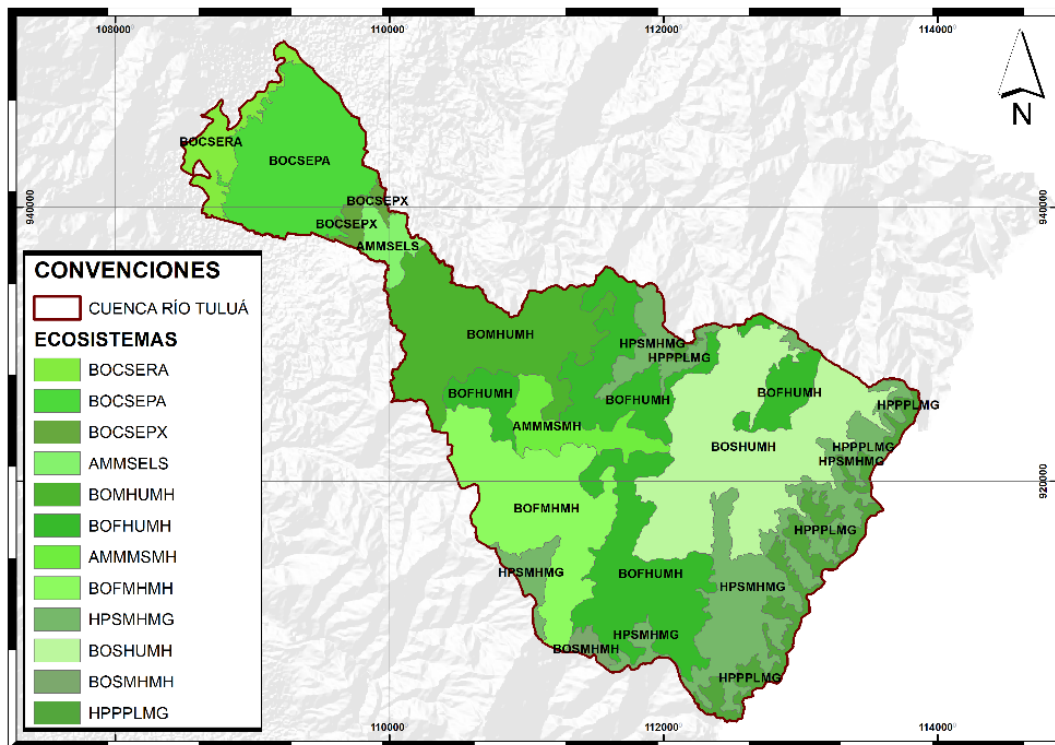 108000
110000
112000
114000
N
BOCSERA
BOCSEPA
BOCSEPX
940000
940000
BOCSEPX
AMMSELS
CONVENCIONES
CUENCA RÍO TULUÁ
ECOSISTEMAS
BOCSERA
BOCSEPA
BOCSEPX
AMMSELS
BOMHUMH
BOFHUMH
AMMMSMH
BOFMHMH
HPSMHMG
BOSHUMH
BOSMHMH
HPPPLMG
BOMHUMH
HPSMHMG
HPPPLMG
BOFHUMH
BOFHUMH
BOFHUMH
HPPPLMG
AMMMSMH
BOSHUMH
HPPPLMG
HPSMHMG
920000
BOFMHMH
HPPPLMG
HPSMHMG
BOFHUMH
HPSMHMG
HPSMHMG
BOSMHMH
HPPPLMG
110000
112000
114000